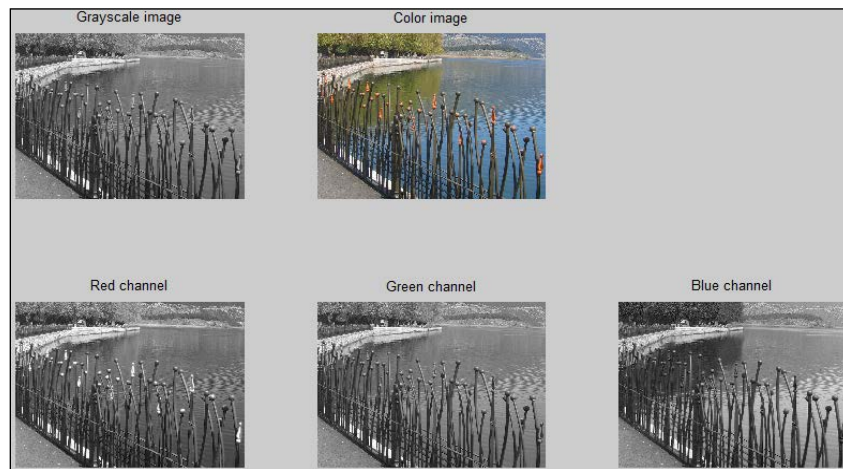 Grayscale image
Color image
Red channel
Green channel
Blue channel